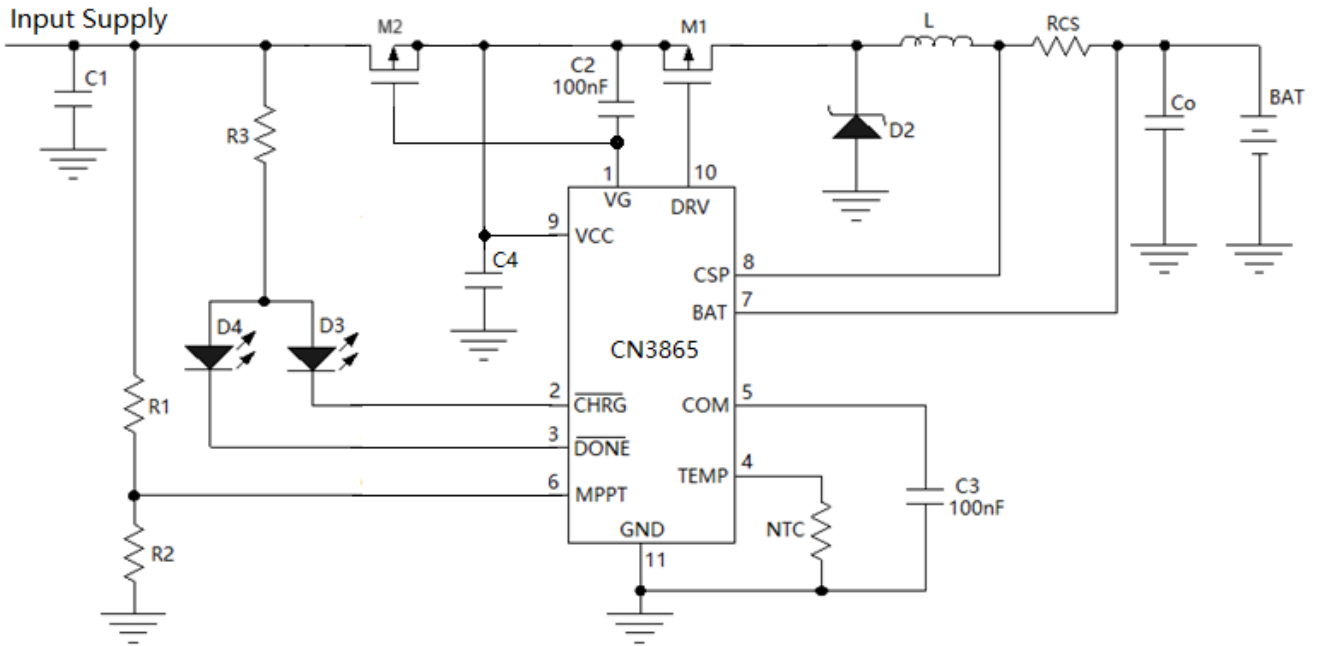 Input Supply
M2
M1
L
RCS
C1
C2
100nF
Co
BAT
R3
D2
1
10
VG
DRV
9
VCC
C4
CSP
8
BAT
7
D4
D3
CN3865
2
CHRG
COM
5
R1
3
DONE
TEMP
4
6
MPPT
C3
100nF
NTC
GND
R2
11